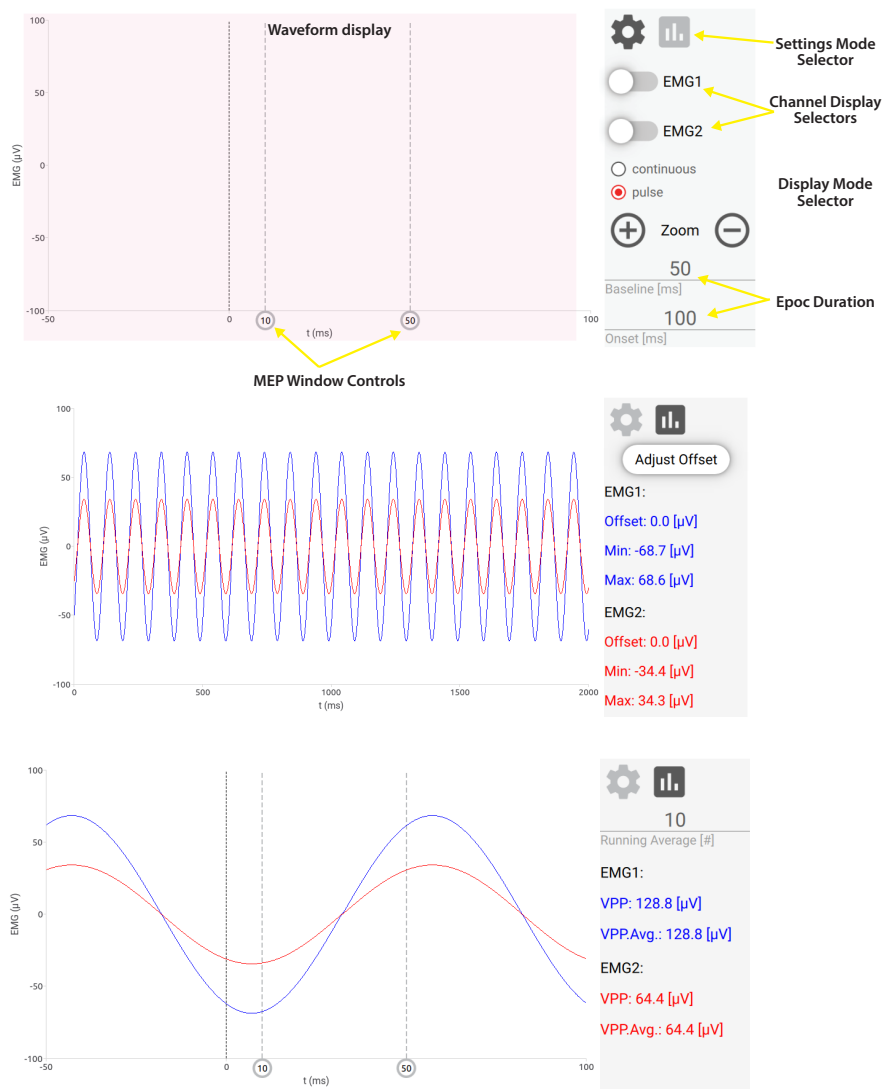 Waveform display
100
50
0
-50
-100
EMG (µV)
-50
0
10
50
100
t (ms)
MEP Window Controls
EMG1
EMG2
continuous
pulse
Zoom
50
Baseline [ms]
100
Onset [ms]
Settings Mode
Selector
Channel Display
Selectors
Display Mode
Selector
Epoc Duration
100
50
0
-50
-100
EMG (µV)
0
500
1000
1500
2000
t (ms)
Adjust Offset
EMG1:
Offset: 0.0 [µV]
Min: -68.7 [µV]
Max: 68.6 [µV]
EMG2:
Offset: 0.0 [µV]
Min: -34.4 [µV]
Max: 34.3 [µV]
100
50
0
-50
-100
EMG (µV)
-50
0
10
50
100
t (ms)
10
Running Average [#]
EMG1:
VPP: 128.8 [µV]
VPP.Avg.: 128.8 [µV]
EMG2:
VPP: 64.4 [µV]
VPP.Avg.: 64.4 [µV]